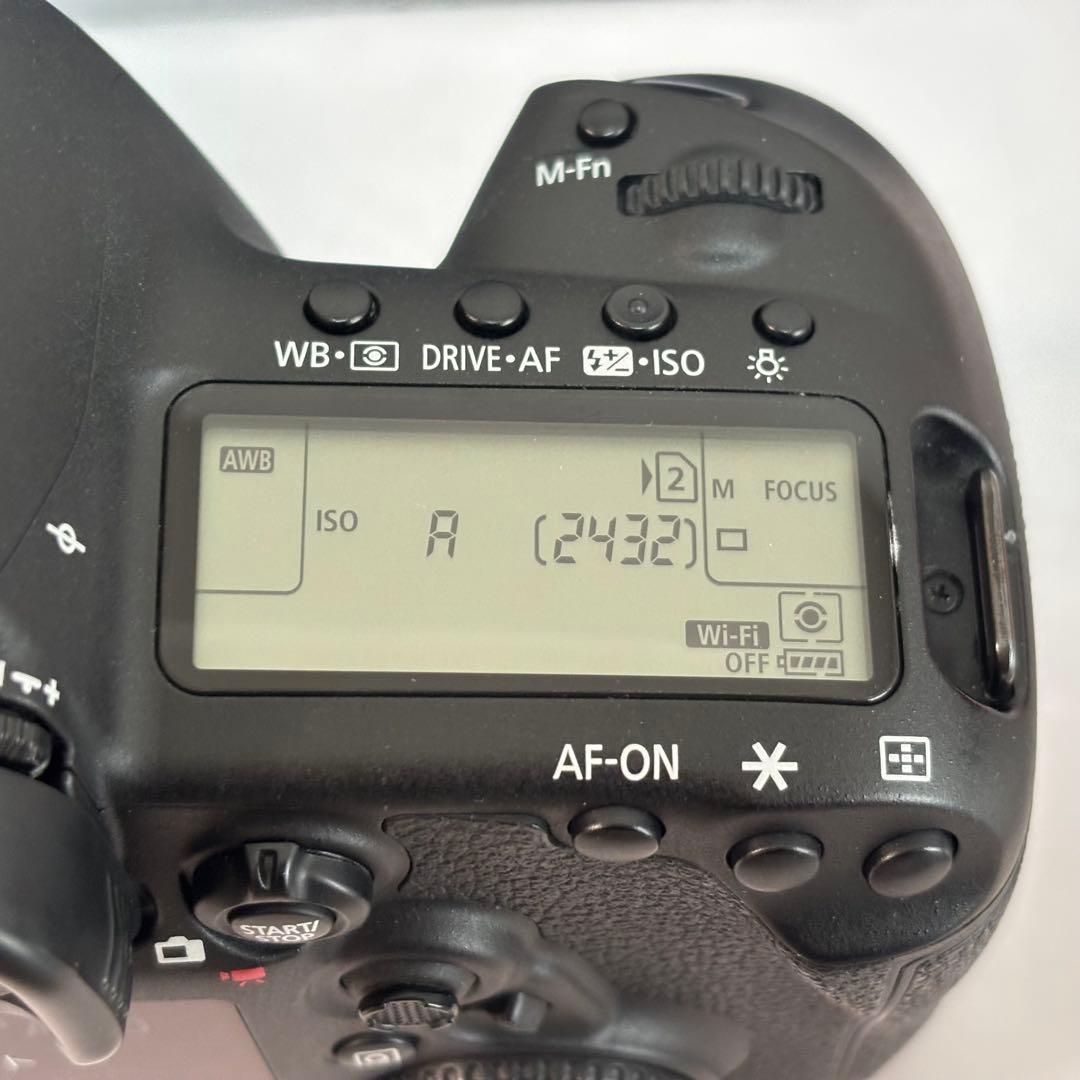 M-Fn
WB•
DRIVE•AF
•ISO
AWB
2
M FOCUS
ISO A (2432)
Wi-Fi
OFF
AF-ON
START/
STOP